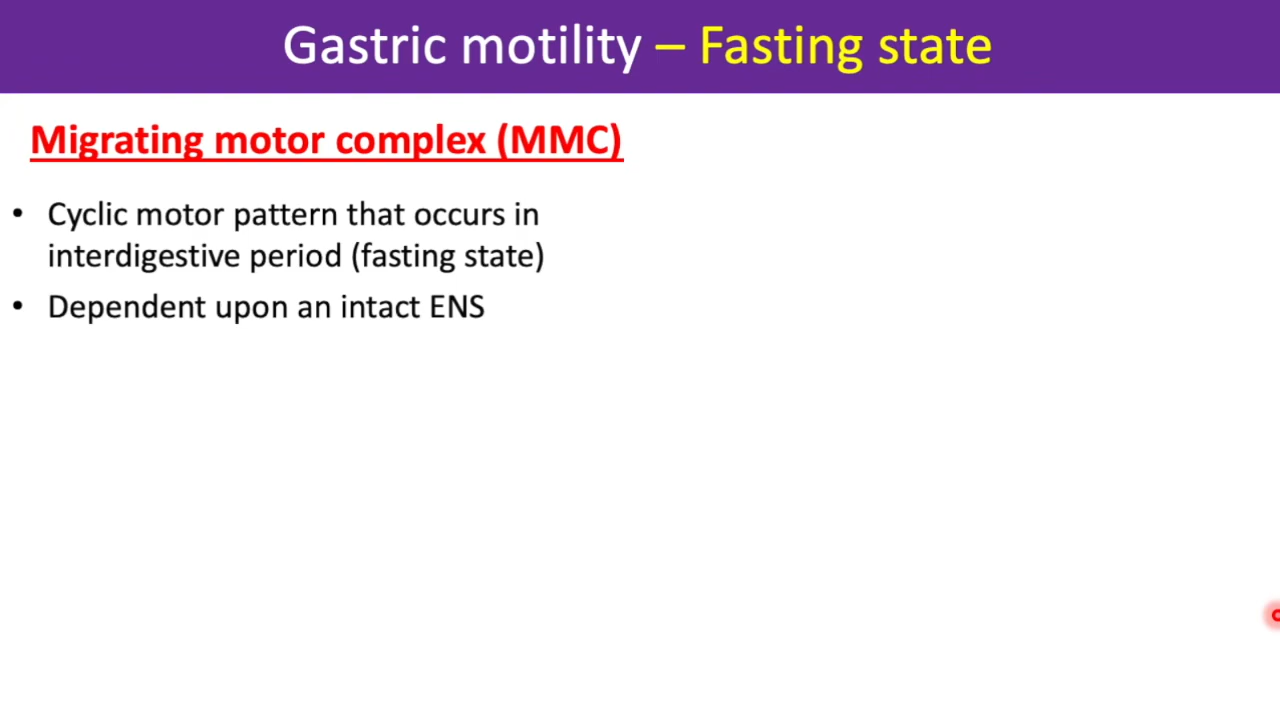 Gastric motility – Fasting state
Migrating motor complex (MMC)
• Cyclic motor pattern that occurs in
interdigestive period (fasting state)
• Dependent upon an intact ENS